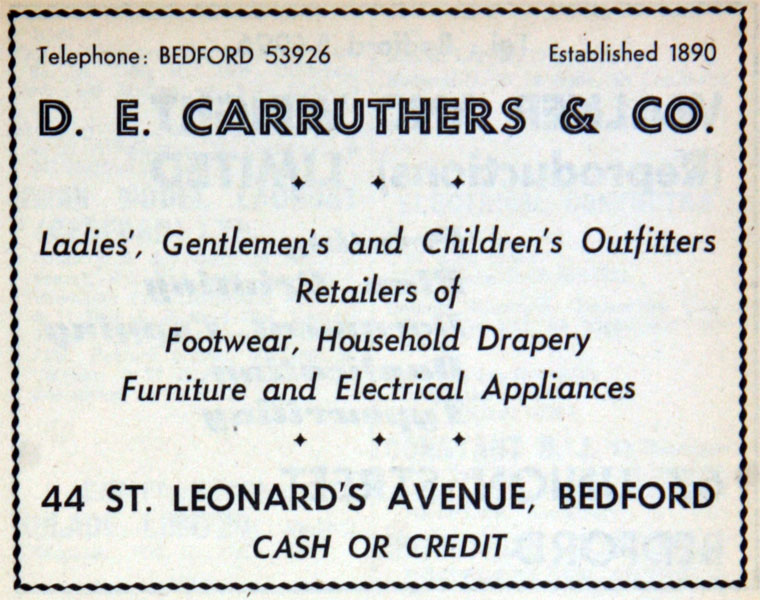 Telephone: BEDFORD 53926 Established 1890
D. E. CARRUTHERS & CO.
Ladies', Gentlemen's and Children's Outfitters
Retailers of
Footwear, Household Drapery
Furniture and Electrical Appliances
44 ST. LEONARD'S AVENUE, BEDFORD
CASH OR CREDIT